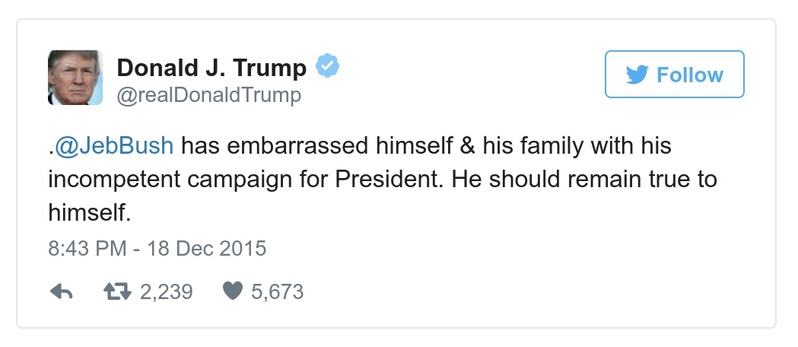 Donald J. Trump
@realDonaldTrump
Follow
.@JebBush has embarrassed himself & his family with his
incompetent campaign for President. He should remain true to
himself.
8:43 PM - 18 Dec 2015
2,239 5,673